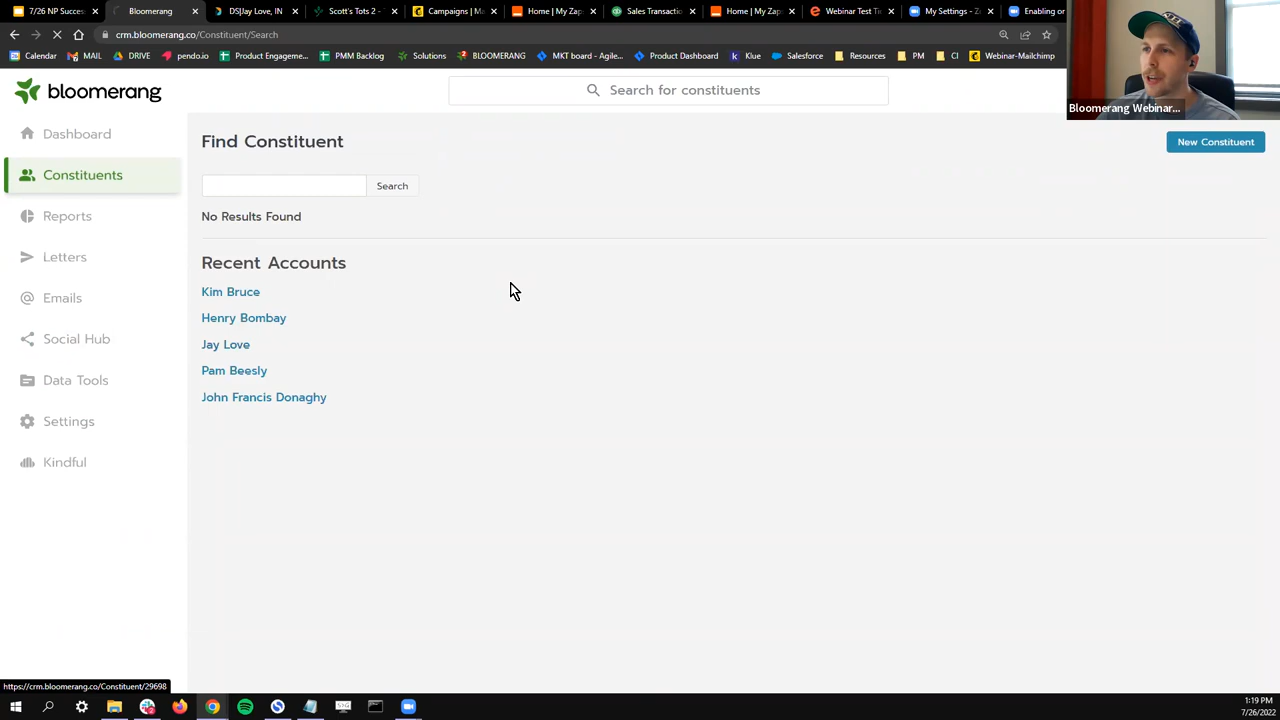 7/26 NP Succes:
Bloomerang
DS|Jay Love, IN
Scott's Tots 2 -
Campaigns | Ma
Home | My Zap
Sales Transactio
Home | My Zap
Webinar Test Ti
My Settings - Z
Enabling or
crm.bloomerang.co/Constituent/Search
Calendar
MAIL
DRIVE
pendo.io
Product Engageme...
PMM Backlog
Solutions
BLOOMERANG
MKT board - Agile...
Product Dashboard
Klue
Salesforce
Resources
PM
CI
Webinar-Mailchimp
bloomerang
Search for constituents
Bloomerang Webinar...
Dashboard
Constituents
Reports
Letters
Emails
Social Hub
Data Tools
Settings
Kindful
Find Constituent
New Constituent
Search
No Results Found
Recent Accounts
Kim Bruce
Henry Bombay
Jay Love
Pam Beesly
John Francis Donaghy
https://crm.bloomerang.co/Constituent/29698
1:19 PM
7/26/2022